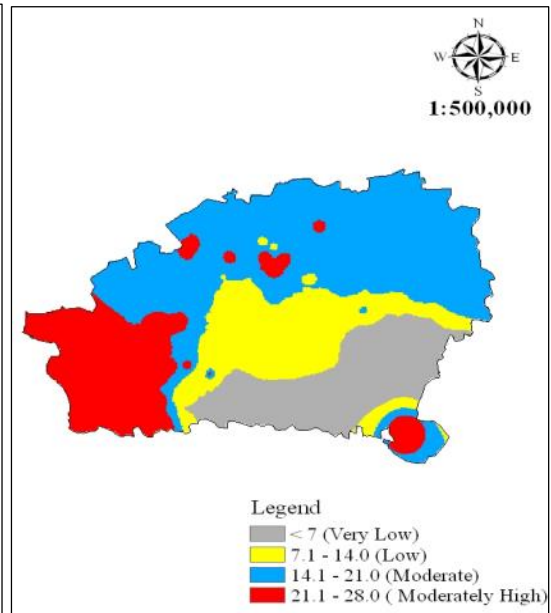 N
W E
S
1:500,000
Legend
< 7 (Very Low)
7.1 - 14.0 (Low)
14.1 - 21.0 (Moderate)
21.1 - 28.0 ( Moderately High)